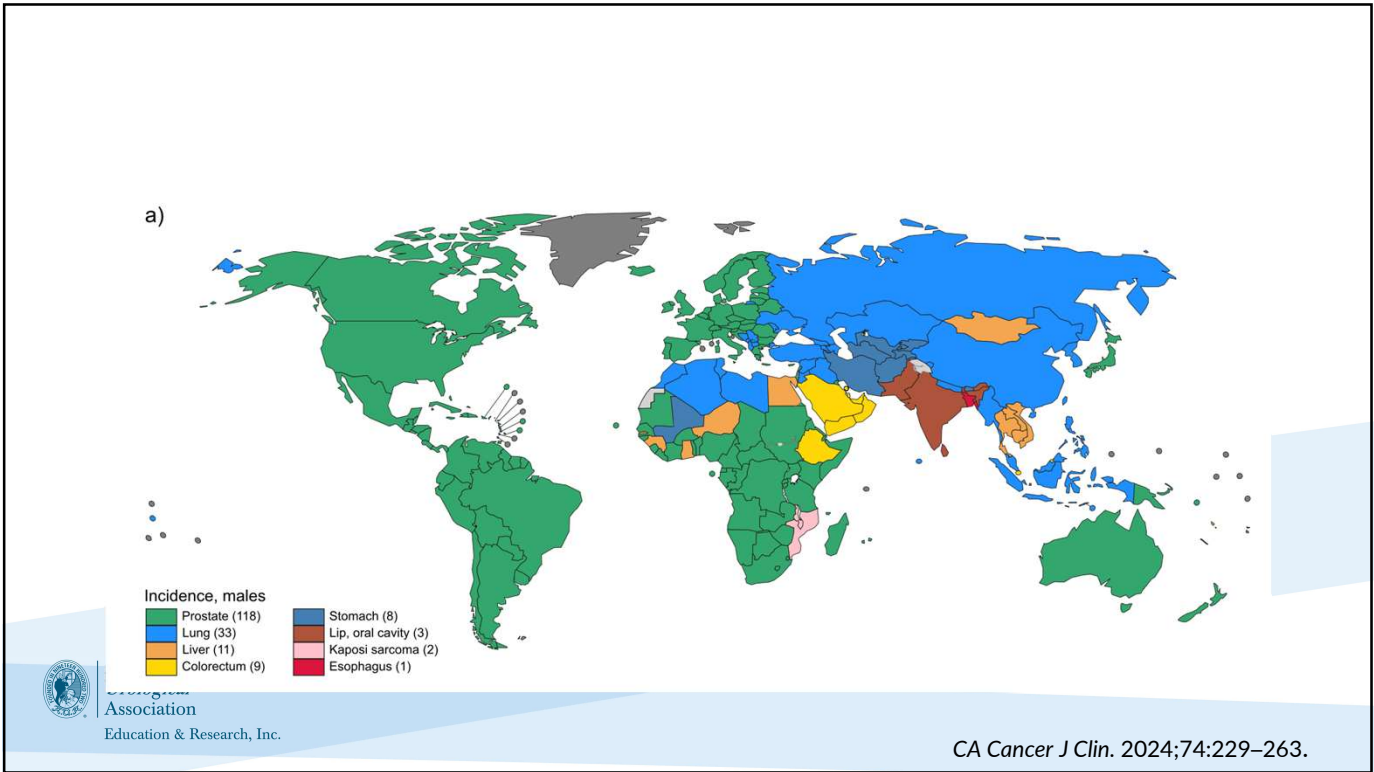 a)
Incidence, males
Prostate (118)
Lung (33)
Liver (11)
Colorectum (9)
Stomach (8)
Lip, oral cavity (3)
Kaposi sarcoma (2)
Esophagus (1)
Association
Education & Research, Inc.
CA Cancer J Clin. 2024;74:229–263.